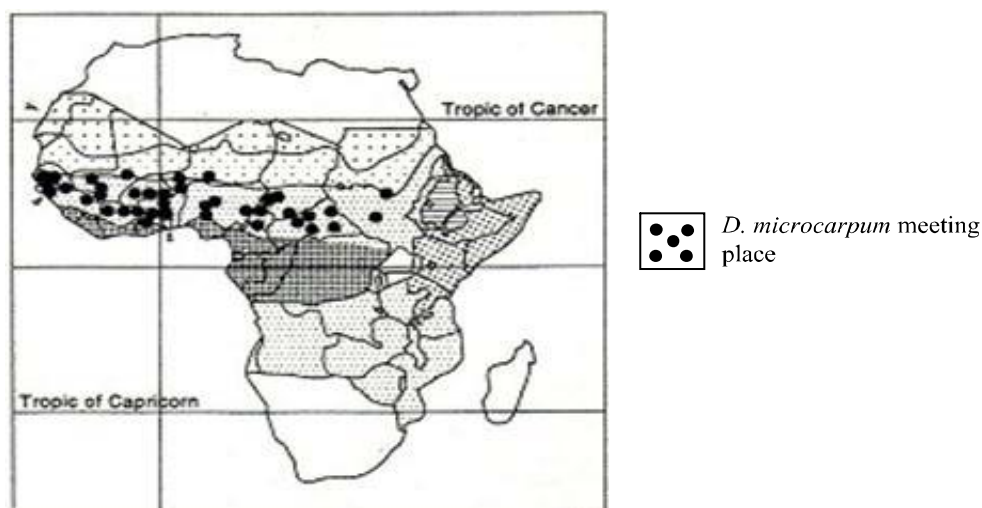 Tropic of Cancer
Tropic of Capricorn
D. microcarpum meeting
place